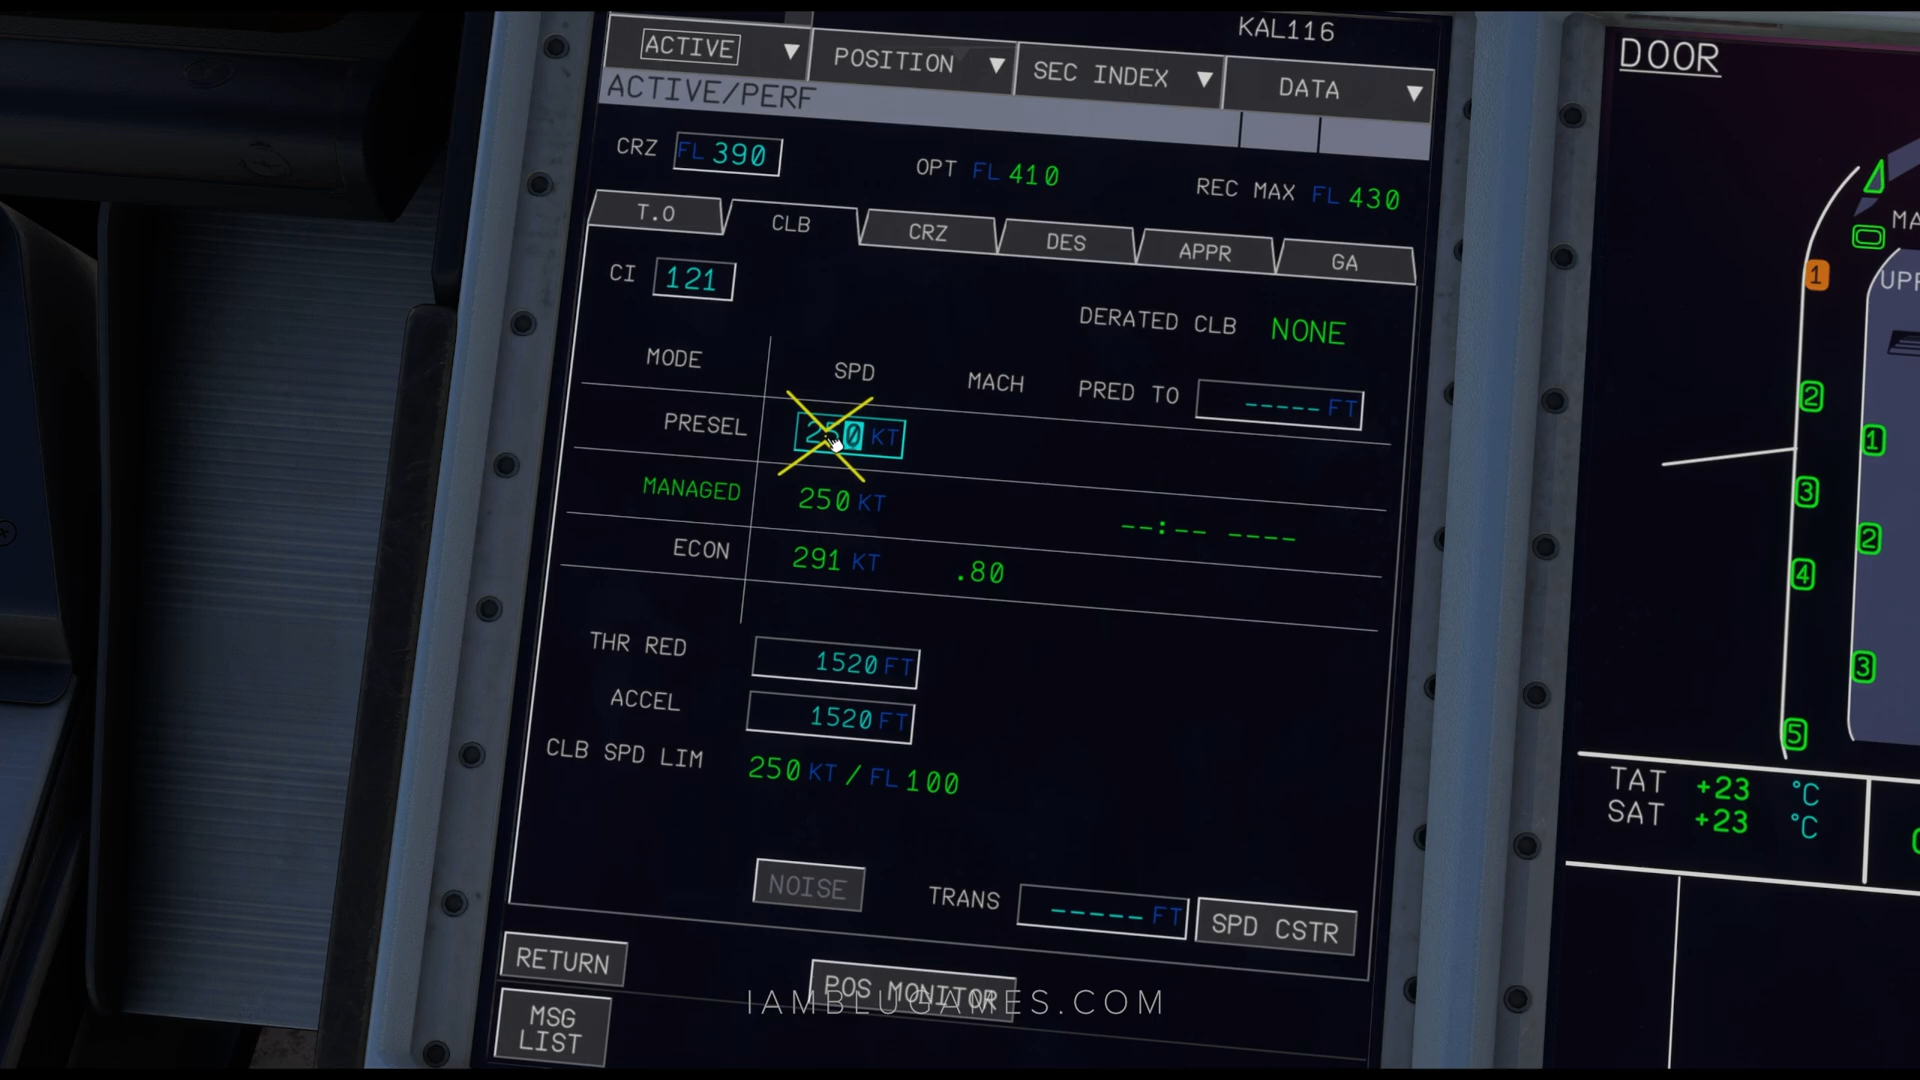 KAL116
ACTIVE ▼ POSITION ▼ SEC INDEX ▼ DATA ▼
ACTIVE/PERF
CRZ FL 390 OPT FL 410 REC MAX FL 430
T.O CLB CRZ DES APPR GA
CI 121
DERATED CLB NONE
MODE SPD MACH PRED TO -----FT
PRESEL 250 KT
MANAGED 250 KT --:-- ----
ECON 291 KT .80
THR RED 1520 FT
ACCEL 1520 FT
CLB SPD LIM 250 KT / FL 100
NOISE TRANS -----FT SPD CSTR
RETURN
POS MONITOR
MSG
LIST
IAMBLUGAMES.COM
DOOR
1
2
3
4
5
1
2
3
TAT +23 °C
SAT +23 °C